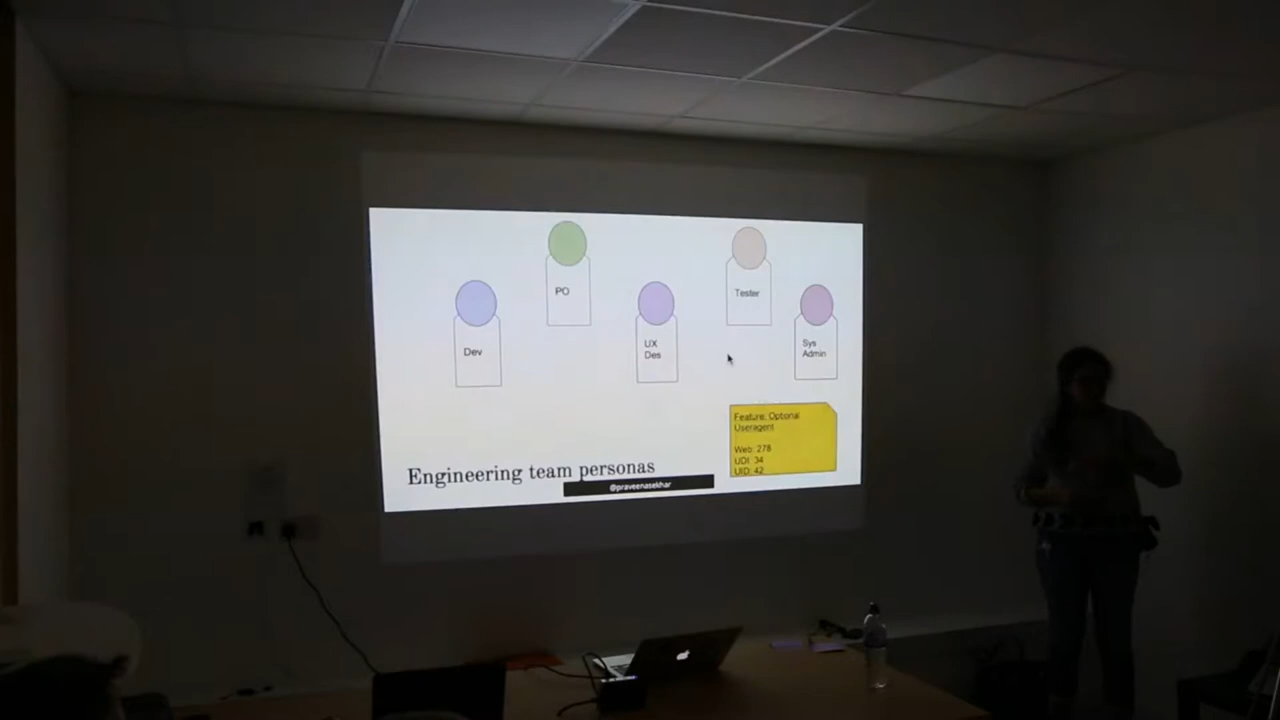 PO
Tester
Dev
UX
Des
Sys
Admin
Feature: Optional
Useragent
Web: 278
UDI: 34
UID: 42
Engineering team personas
@praveenasekhar